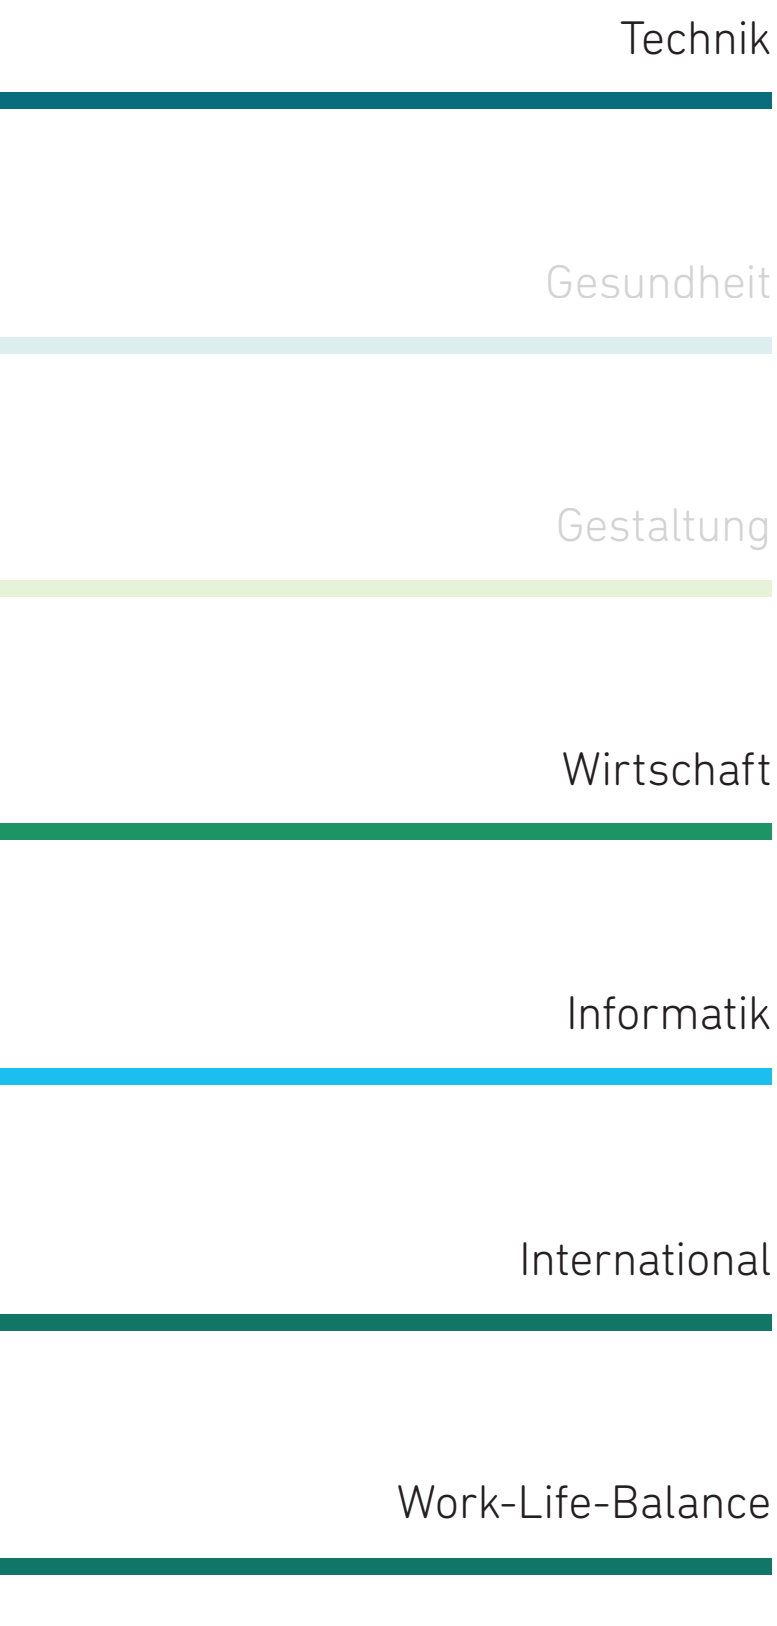 Technik
Gesundheit
Gestaltung
Wirtschaft
Informatik
International
Work-Life-Balance